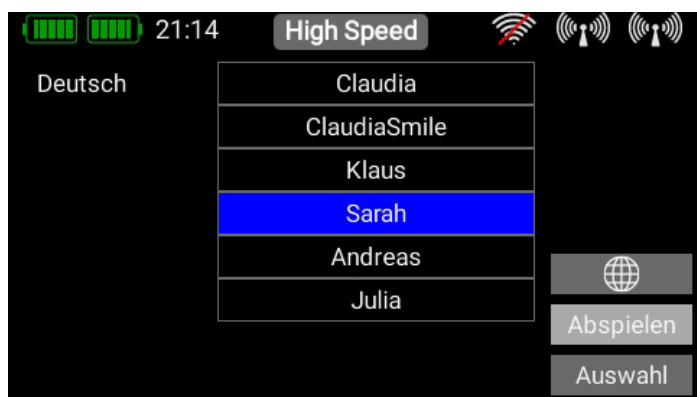 21:14 High Speed
Deutsch
Claudia
ClaudiaSmile
Klaus
Sarah
Andreas
Julia
Abspielen
Auswahl